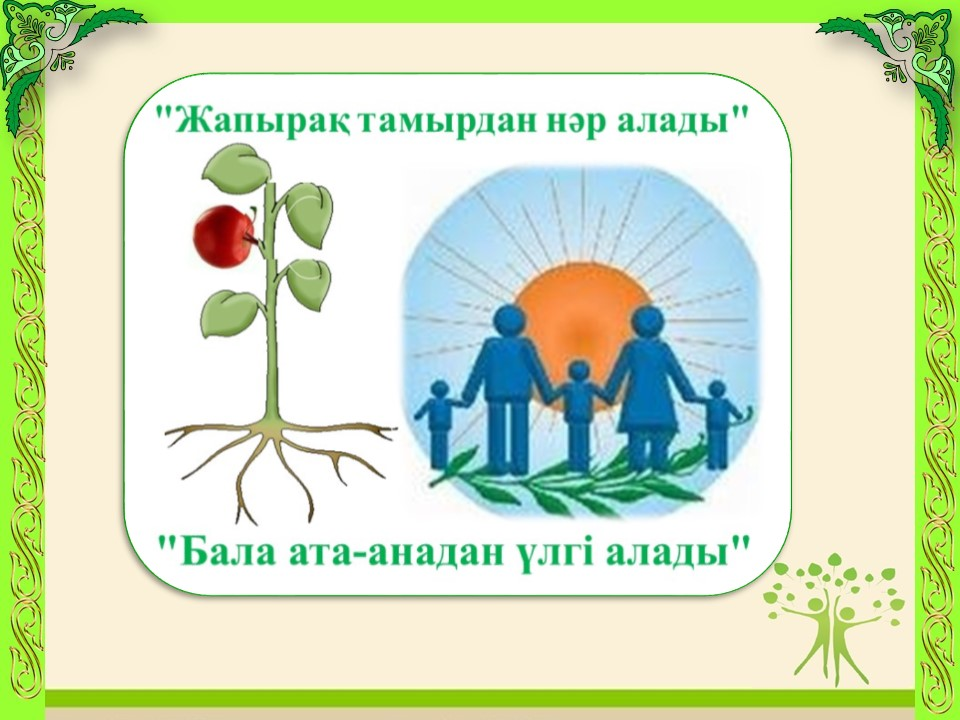 "Жапырақ тамырдан нәр алады"
"Бала ата-анадан үлгі алады"